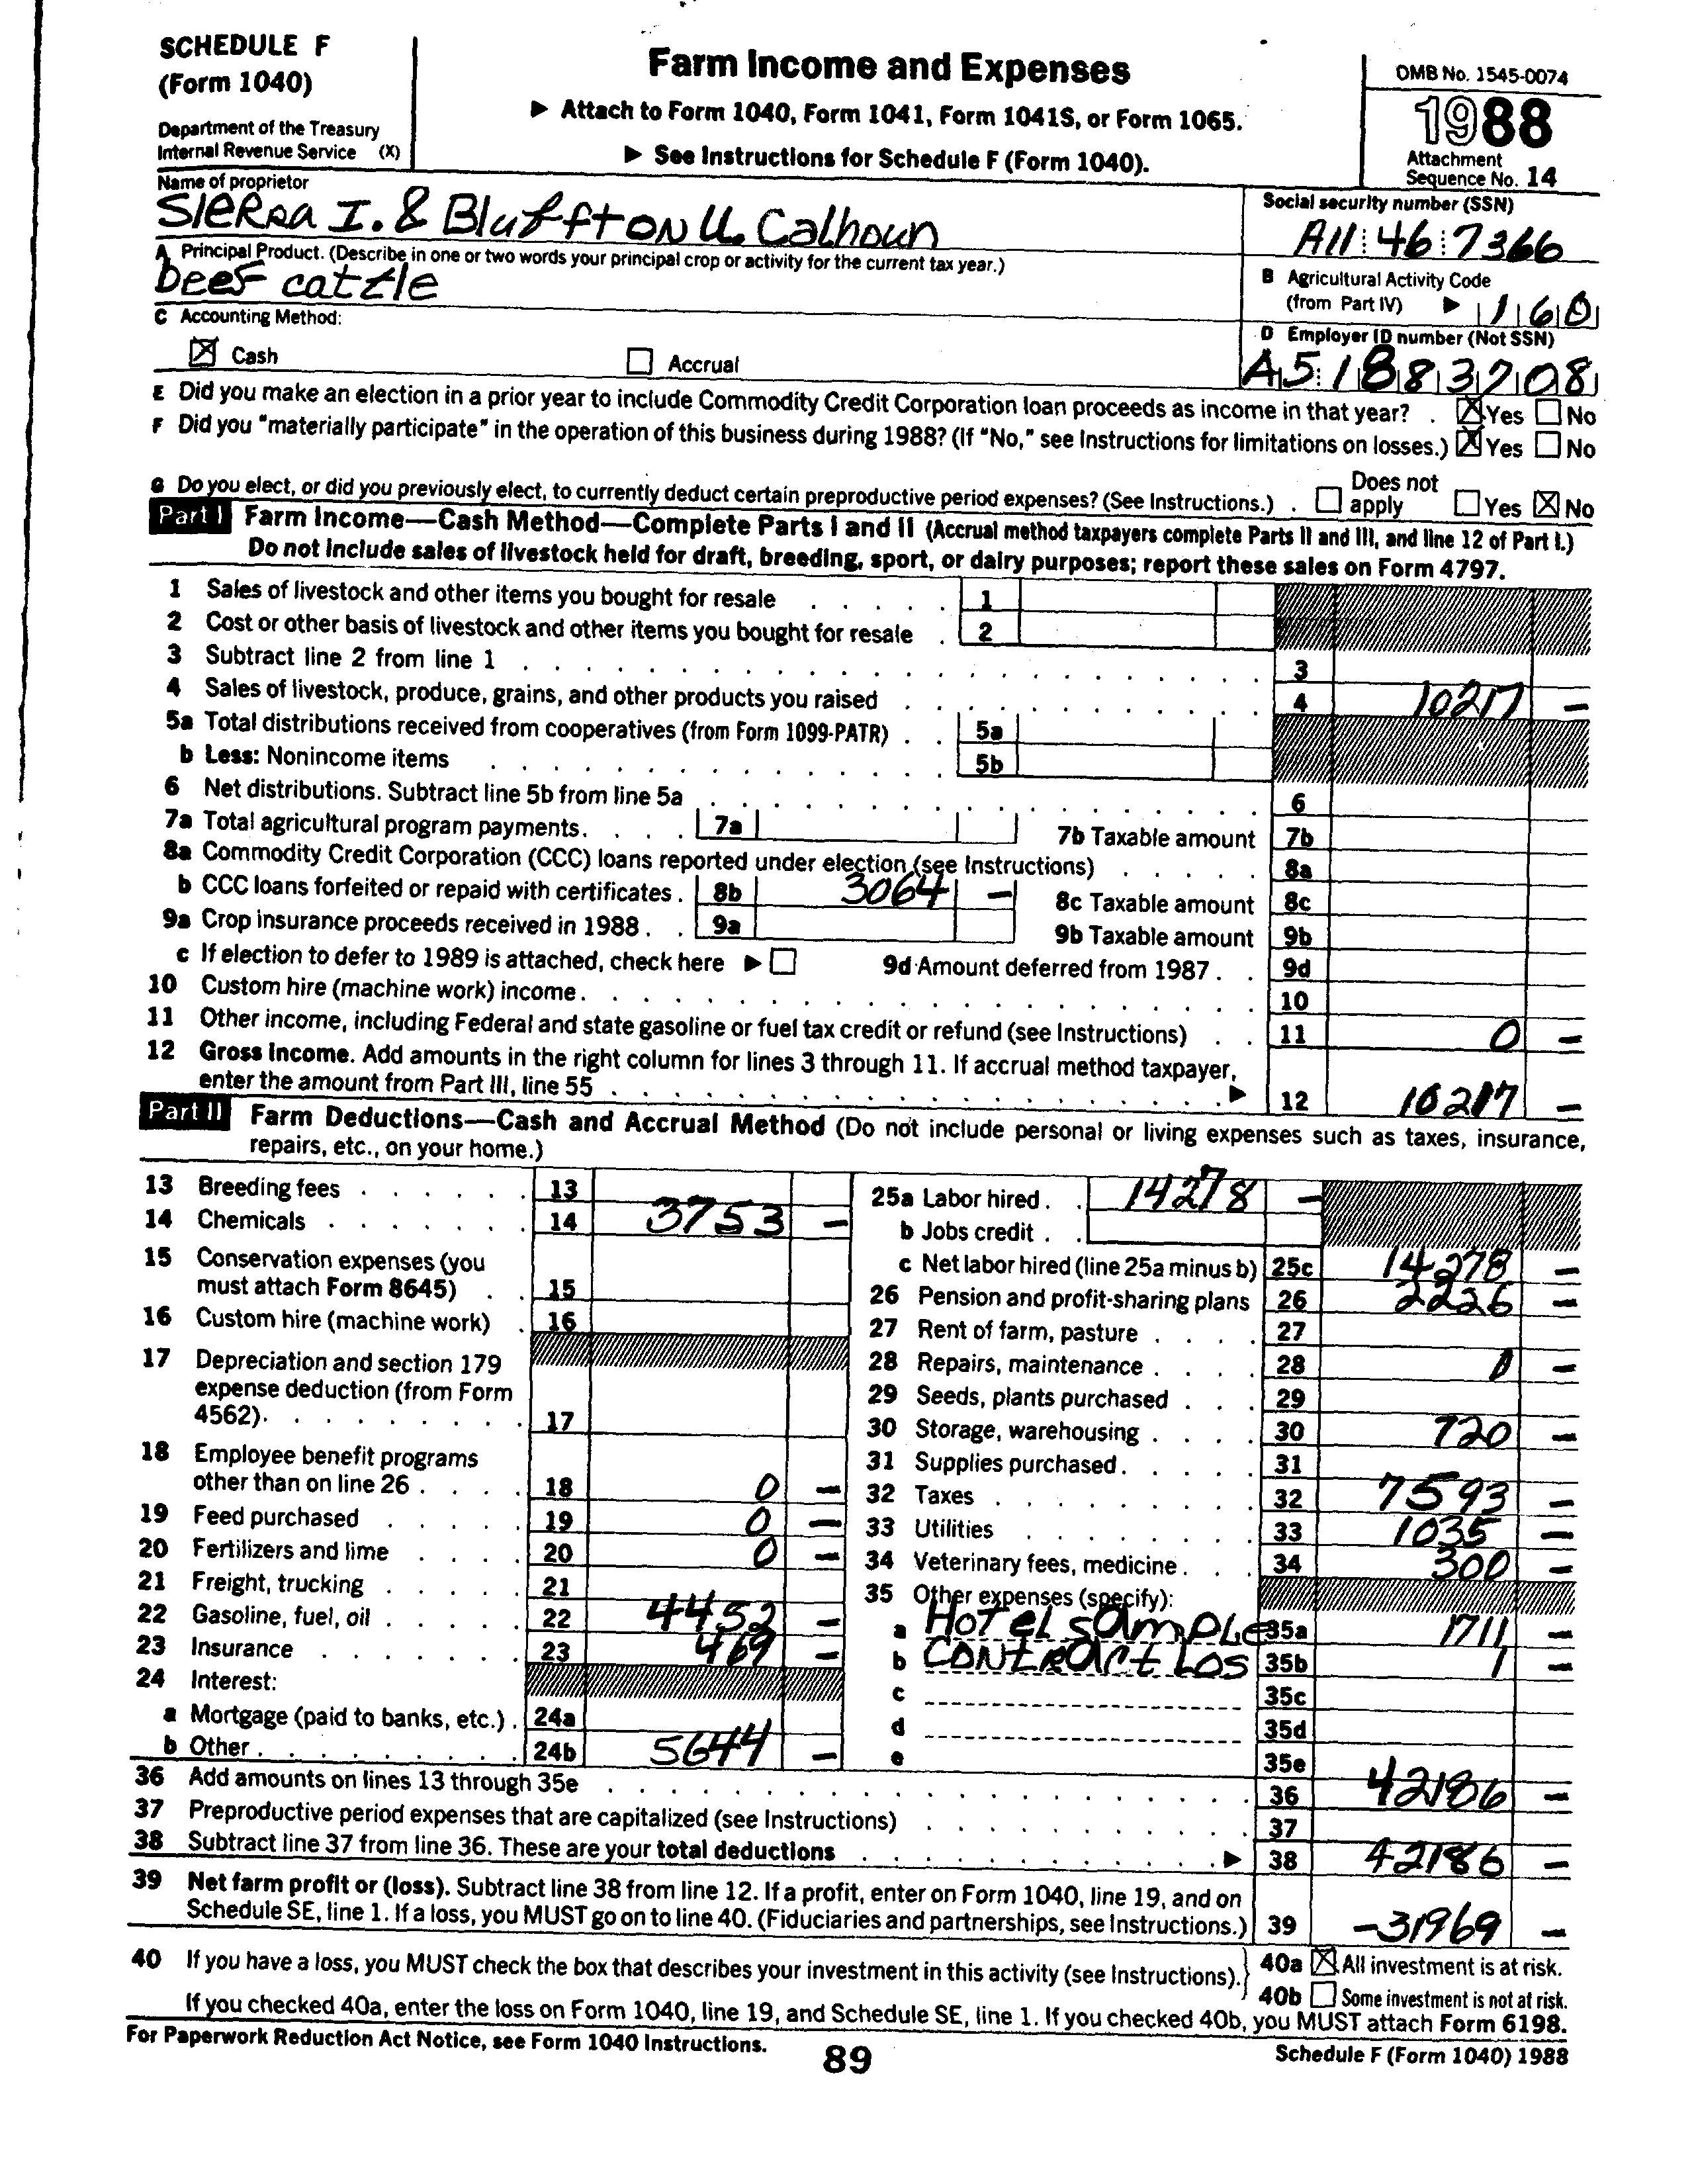 SCHEDULE F
(Form 1040)
Department of the Treasury
Internal Revenue Service (X)
Farm Income and Expenses
▶ Attach to Form 1040, Form 1041, Form 1041S, or Form 1065.
▶ See Instructions for Schedule F (Form 1040).
OMB No. 1545-0074
1988
Attachment
Sequence No. 14
Name of proprietor
Sierra I. & Bluffton U. Calhoun
Social security number (SSN)
A11 46 7366
A Principal Product. (Describe in one or two words your principal crop or activity for the current tax year.)
beef cattle
B Agricultural Activity Code
(from Part IV) ▶ 160
C Accounting Method:
☒ Cash ☐ Accrual
D Employer ID number (Not SSN)
A51883208
E Did you make an election in a prior year to include Commodity Credit Corporation loan proceeds as income in that year? . ☒ Yes ☐ No
F Did you "materially participate" in the operation of this business during 1988? (If "No," see Instructions for limitations on losses.) ☒ Yes ☐ No
G Do you elect, or did you previously elect, to currently deduct certain preproductive period expenses? (See Instructions.) . ☐ Does not apply ☐ Yes ☒ No
Part I Farm Income—Cash Method—Complete Parts I and II (Accrual method taxpayers complete Parts II and III, and line 12 of Part I.)
Do not include sales of livestock held for draft, breeding, sport, or dairy purposes; report these sales on Form 4797.
1 Sales of livestock and other items you bought for resale 1
2 Cost or other basis of livestock and other items you bought for resale 2
3 Subtract line 2 from line 1 3
4 Sales of livestock, produce, grains, and other products you raised 4 10217 —
5a Total distributions received from cooperatives (from Form 1099-PATR) 5a
b Less: Nonincome items 5b
6 Net distributions. Subtract line 5b from line 5a 6
7a Total agricultural program payments. 7a 7b Taxable amount 7b
8a Commodity Credit Corporation (CCC) loans reported under election (see Instructions) 8a
b CCC loans forfeited or repaid with certificates. 8b 3064 — 8c Taxable amount 8c
9a Crop insurance proceeds received in 1988. 9a 9b Taxable amount 9b
c If election to defer to 1989 is attached, check here ▶ ☐ 9d Amount deferred from 1987. 9d
10 Custom hire (machine work) income. 10
11 Other income, including Federal and state gasoline or fuel tax credit or refund (see Instructions) 11 0 —
12 Gross Income. Add amounts in the right column for lines 3 through 11. If accrual method taxpayer,
enter the amount from Part III, line 55 ▶ 12 10217 —
Part II Farm Deductions—Cash and Accrual Method (Do not include personal or living expenses such as taxes, insurance,
repairs, etc., on your home.)
13 Breeding fees 13
14 Chemicals 14 3753 —
15 Conservation expenses (you
must attach Form 8645) 15
16 Custom hire (machine work) 16
17 Depreciation and section 179
expense deduction (from Form
4562). 17
18 Employee benefit programs
other than on line 26 18 0 —
19 Feed purchased 19 0 —
20 Fertilizers and lime 20 0 —
21 Freight, trucking 21
22 Gasoline, fuel, oil 22 4452 —
23 Insurance 23 469 —
24 Interest:
a Mortgage (paid to banks, etc.) 24a
b Other 24b 5644 —
25a Labor hired. 14278 —
b Jobs credit
c Net labor hired (line 25a minus b) 25c 14278 —
26 Pension and profit-sharing plans 26 2226 —
27 Rent of farm, pasture 27
28 Repairs, maintenance 28 0 —
29 Seeds, plants purchased 29
30 Storage, warehousing 30 720 —
31 Supplies purchased. 31
32 Taxes 32 7593 —
33 Utilities 33 1035 —
34 Veterinary fees, medicine. 34 300 —
35 Other expenses (specify):
a Hotel sample 35a 1711 —
b Contract Los 35b 1 —
c 35c
d 35d
e 35e
36 Add amounts on lines 13 through 35e 36 42186 —
37 Preproductive period expenses that are capitalized (see Instructions) 37
38 Subtract line 37 from line 36. These are your total deductions ▶ 38 42186 —
39 Net farm profit or (loss). Subtract line 38 from line 12. If a profit, enter on Form 1040, line 19, and on
Schedule SE, line 1. If a loss, you MUST go on to line 40. (Fiduciaries and partnerships, see Instructions.) 39 -31969 —
40 If you have a loss, you MUST check the box that describes your investment in this activity (see Instructions). 40a ☒ All investment is at risk.
40b ☐ Some investment is not at risk.
If you checked 40a, enter the loss on Form 1040, line 19, and Schedule SE, line 1. If you checked 40b, you MUST attach Form 6198.
For Paperwork Reduction Act Notice, see Form 1040 Instructions.
89
Schedule F (Form 1040) 1988